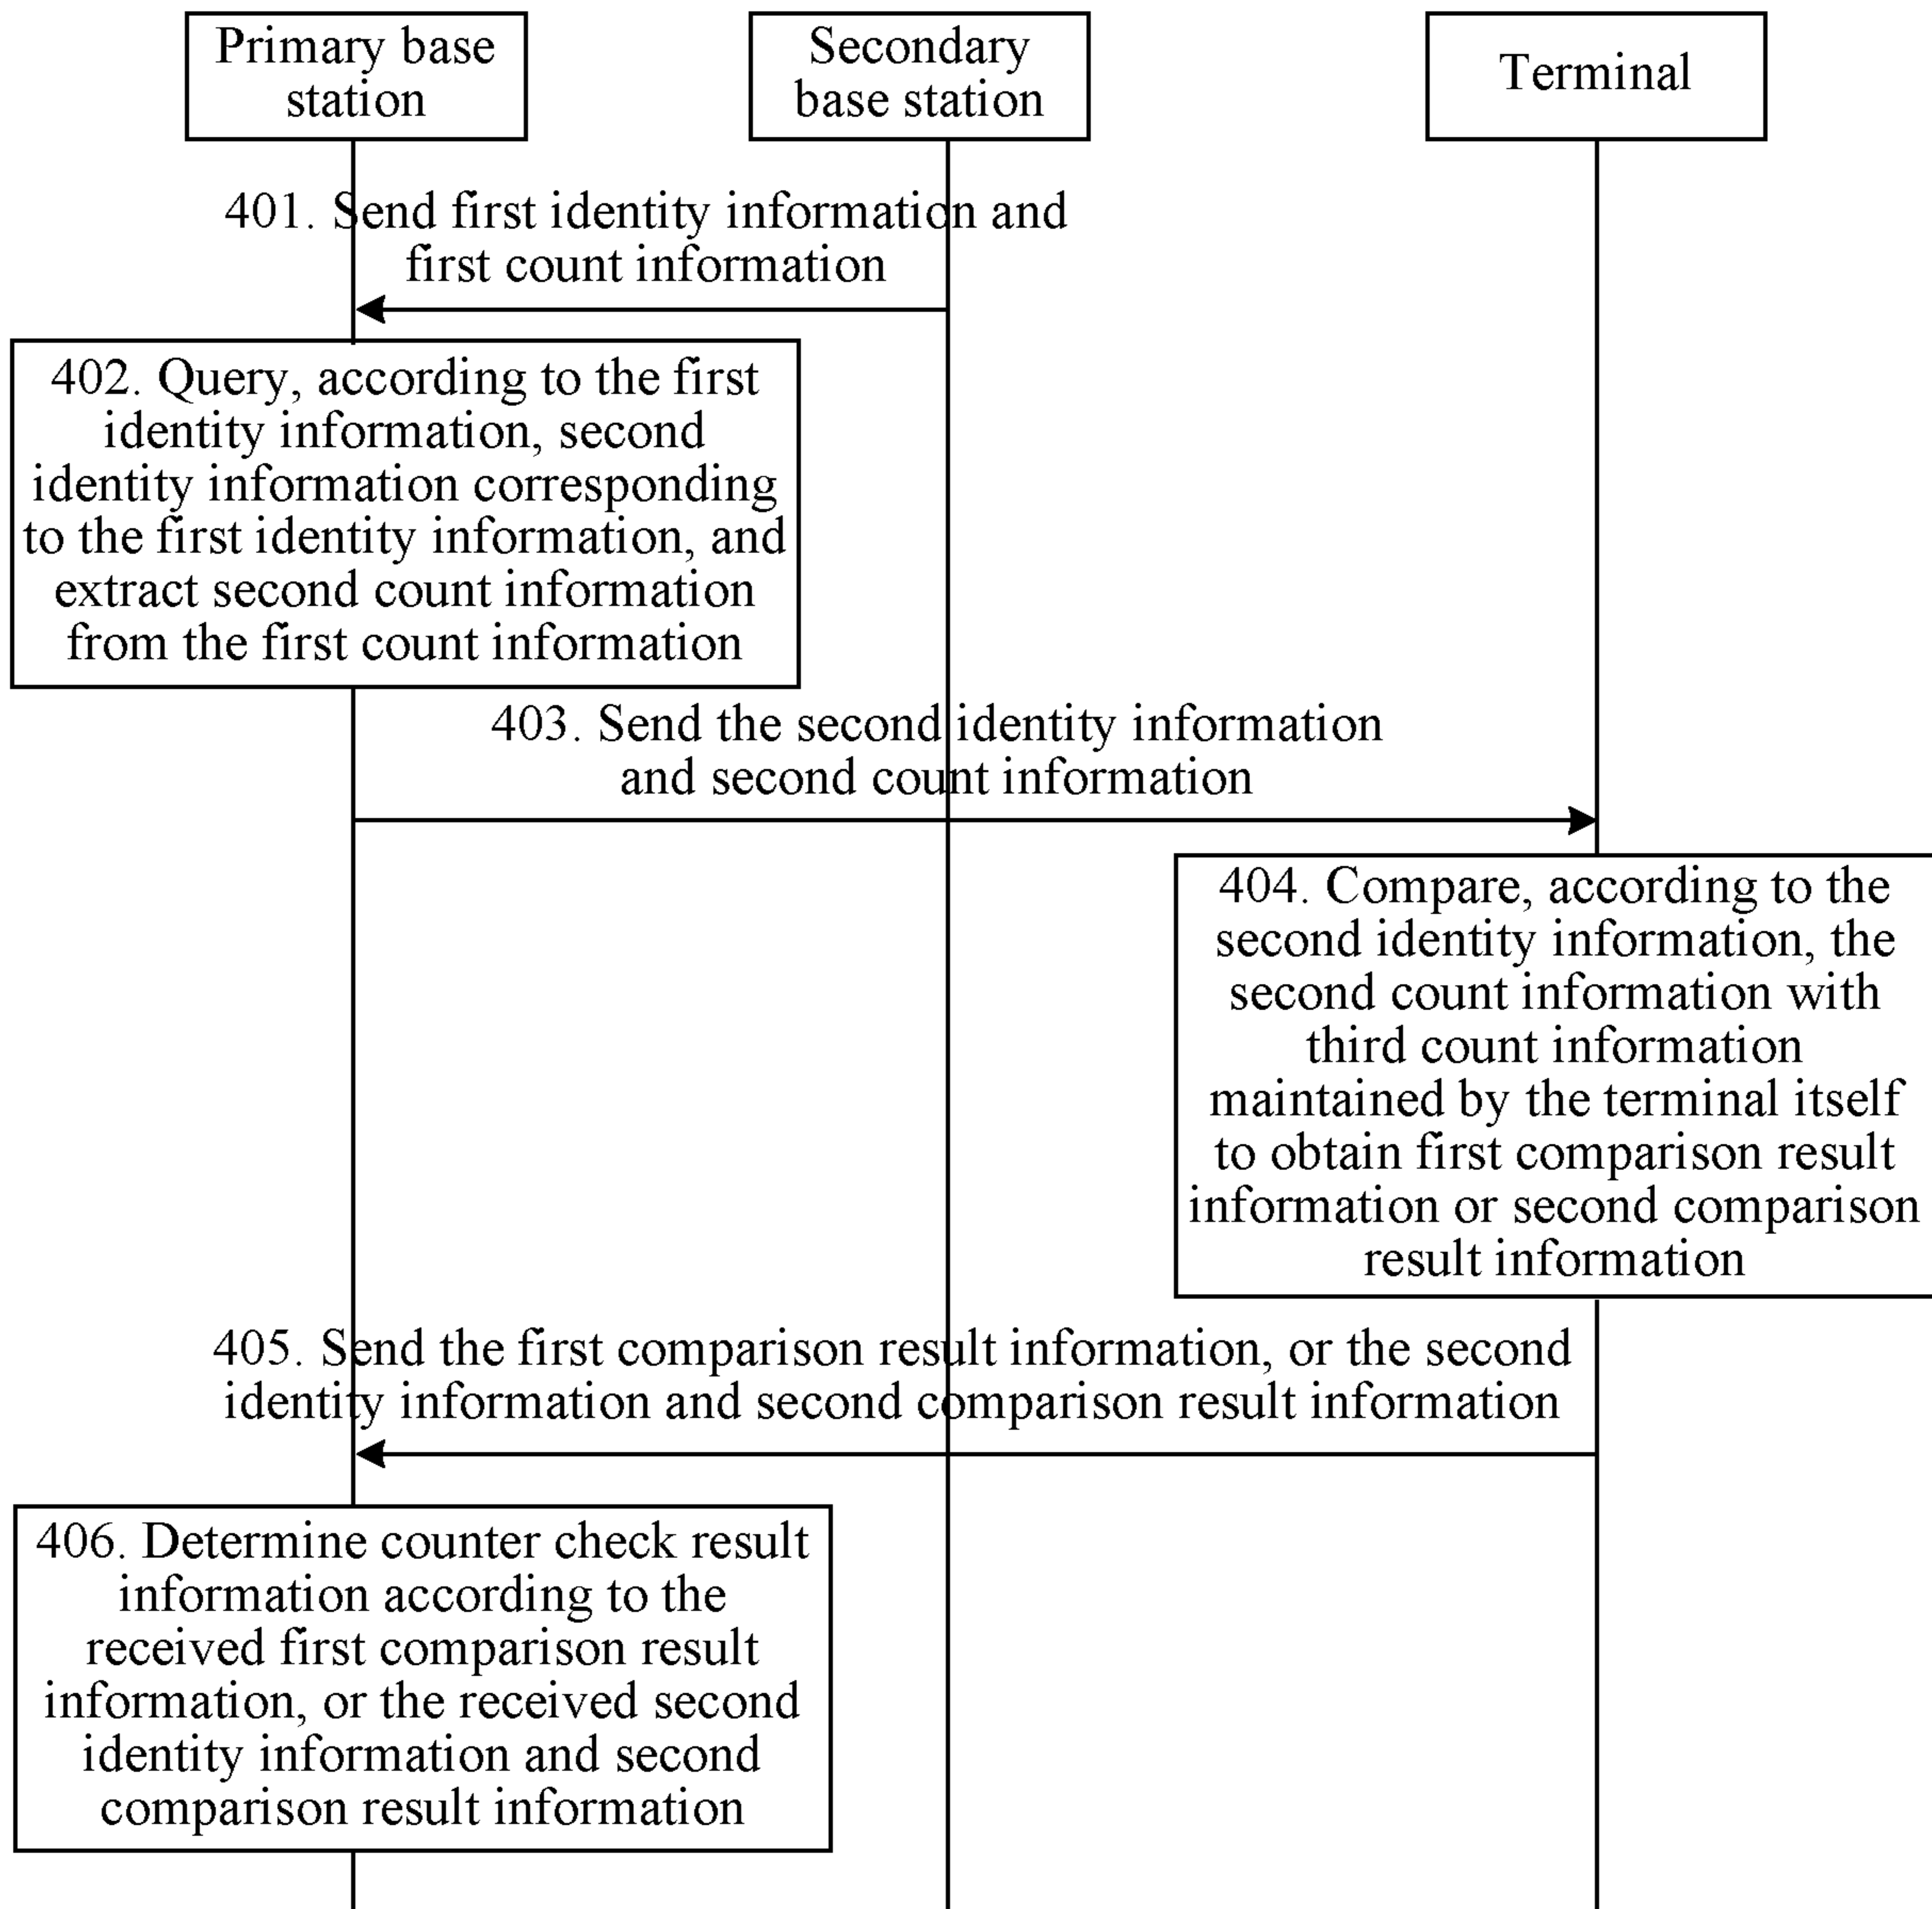 Primary base
station
Secondary
base station
Terminal
401. Send first identity information and
first count information
402. Query, according to the first
identity information, second
identity information corresponding
to the first identity information, and
extract second count information
from the first count information
403. Send the second identity information
and second count information
404. Compare, according to the
second identity information, the
second count information with
third count information
maintained by the terminal itself
to obtain first comparison result
information or second comparison
result information
405. Send the first comparison result information, or the second
identity information and second comparison result information
406. Determine counter check result
information according to the
received first comparison result
information, or the received second
identity information and second
comparison result information